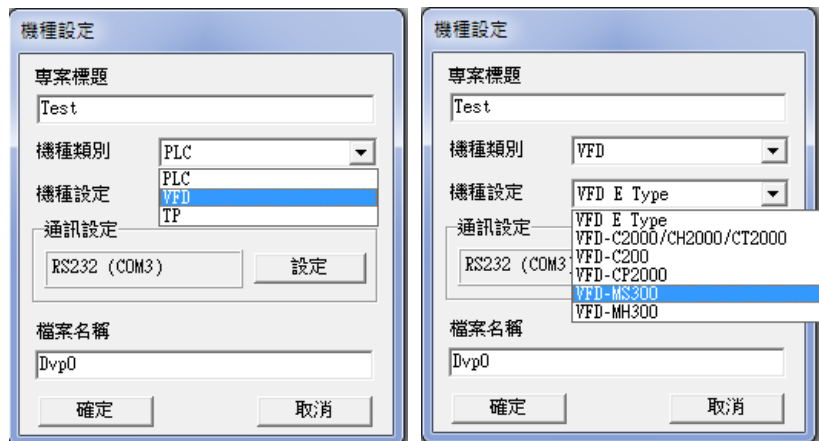 機種設定
專案標題
Test
機種類別 PLC
PLC
VFD
TP
機種設定
通訊設定
RS232 (COM3) 設定
檔案名稱
Dvp0
確定 取消
機種設定
專案標題
Test
機種類別 VFD
機種設定 VFD E Type
VFD E Type
VFD-C2000/CH2000/CT2000
VFD-C200
VFD-CP2000
VFD-MS300
VFD-MH300
通訊設定
RS232 (COM3
檔案名稱
Dvp0
確定 取消